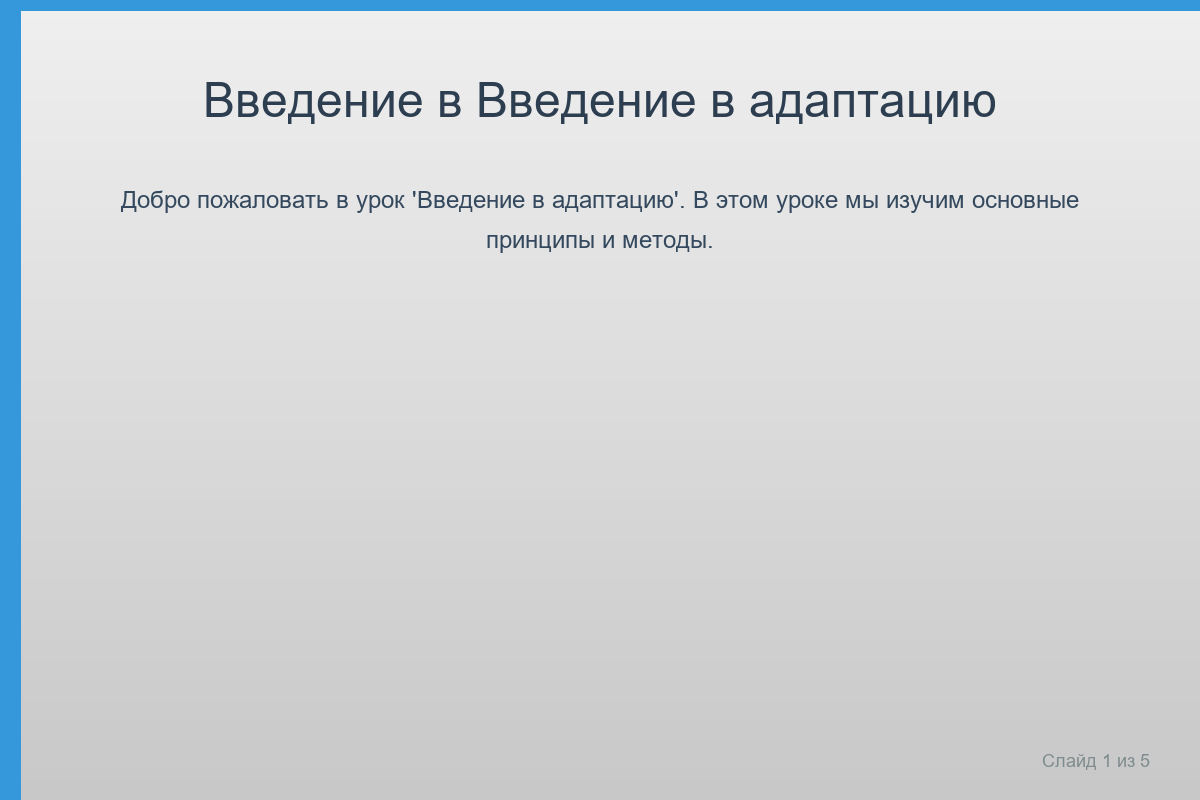 Введение в Введение в адаптацию
Добро пожаловать в урок 'Введение в адаптацию'. В этом уроке мы изучим основные
принципы и методы.
Слайд 1 из 5